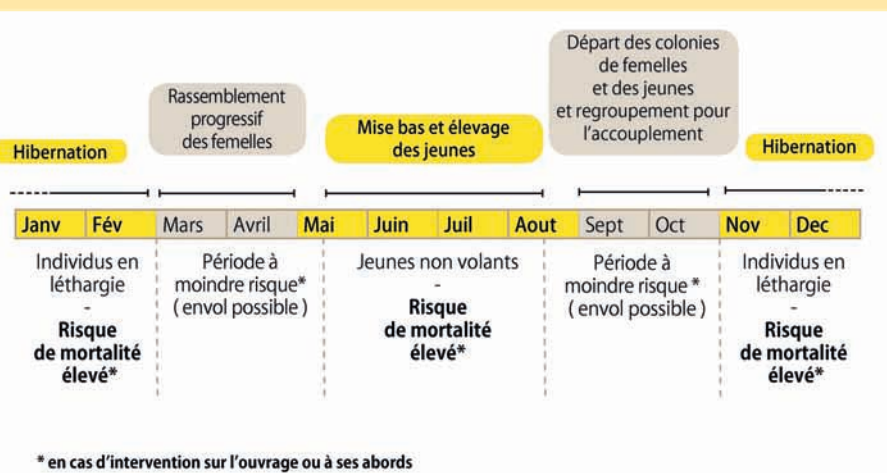 Départ des colonies
de femelles
et des jeunes
et regroupement pour
l'accouplement
Rassemblement
progressif
des femelles
Mise bas et élevage
des jeunes
Hibernation
Hibernation
Janv Fév Mars Avril Mai Juin Juil Aout Sept Oct Nov Dec
Individus en
léthargie
-
Risque
de mortalité
élevé*
Période à
moindre risque*
( envol possible )
Jeunes non volants
-
Risque
de mortalité
élevé*
Période à
moindre risque *
( envol possible )
Individus en
léthargie
-
Risque
de mortalité
élevé*
* en cas d'intervention sur l'ouvrage ou à ses abords